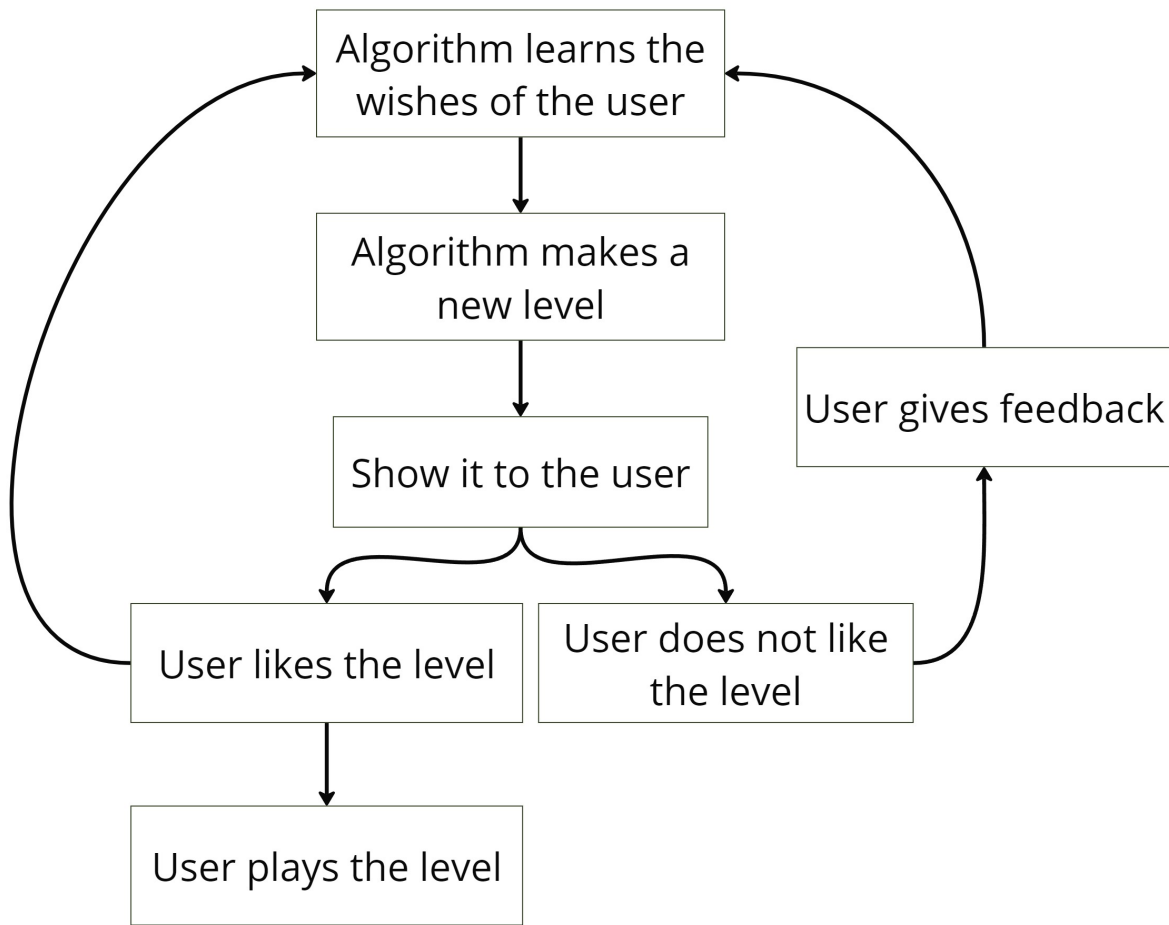 Algorithm learns the
wishes of the user
Algorithm makes a
new level
User gives feedback
Show it to the user
User likes the level
User does not like
the level
User plays the level